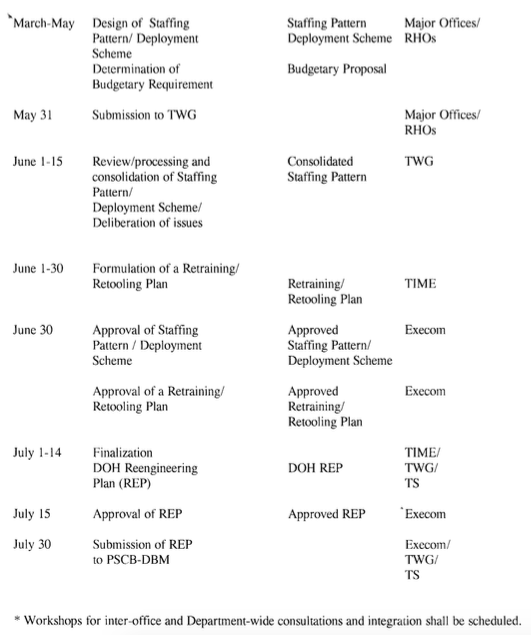 March-May Design of Staffing Staffing Pattern Major Offices/
Pattern/ Deployment Deployment Scheme RHOs
Scheme
Determination of Budgetary Proposal
Budgetary Requirement
May 31 Submission to TWG Major Offices/
RHOs
June 1-15 Review/processing and Consolidated TWG
consolidation of Staffing Staffing Pattern
Pattern/
Deployment Scheme/
Deliberation of issues
June 1-30 Formulation of a Retraining/
Retooling Plan Retraining/ TIME
Retooling Plan
June 30 Approval of Staffing Approved Execom
Pattern / Deployment Staffing Pattern/
Scheme Deployment Scheme
Approval of a Retraining/ Approved Execom
Retooling Plan Retraining/
Retooling Plan
July 1-14 Finalization TIME/
DOH Reengineering DOH REP TWG/
Plan (REP) TS
July 15 Approval of REP Approved REP Execom
July 30 Submission of REP Execom/
to PSCB-DBM TWG/
TS
* Workshops for inter-office and Department-wide consultations and integration shall be scheduled.